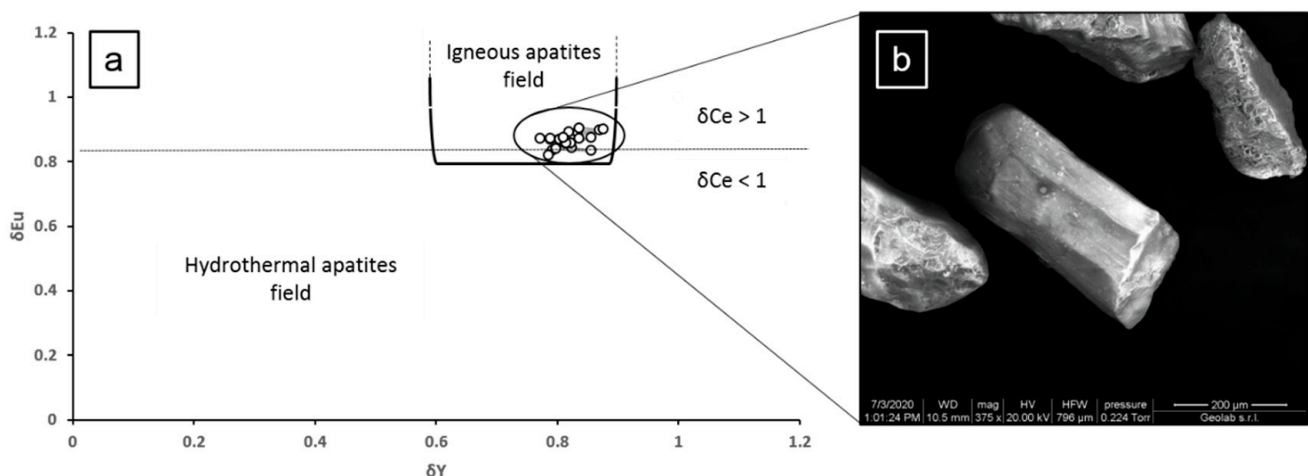 a
1.2
1
0.8
0.6
0.4
0.2
0
δEu
Igneous apatites
field
δCe > 1
δCe < 1
Hydrothermal apatites
field
0 0.2 0.4 0.6 0.8 1 1.2
δY
b
7/3/2020 WD mag HV HFW pressure 200 µm
1:01:24 PM 10.5 mm 375 x 20.00 kV 796 µm 0.224 Torr Geolab s.r.l.